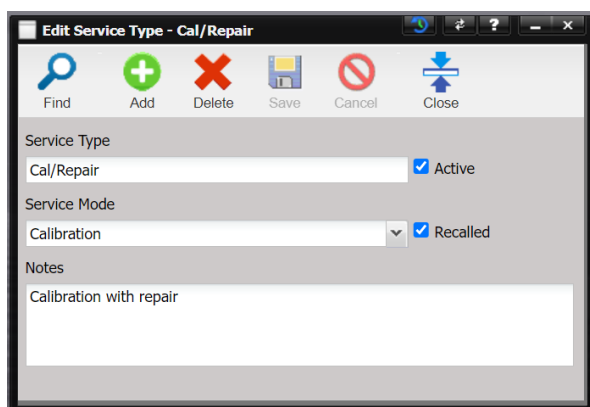 Edit Service Type - Cal/Repair ? – x
Find Add Delete Save Cancel Close
Service Type
Cal/Repair Active
Service Mode
Calibration Recalled
Notes
Calibration with repair